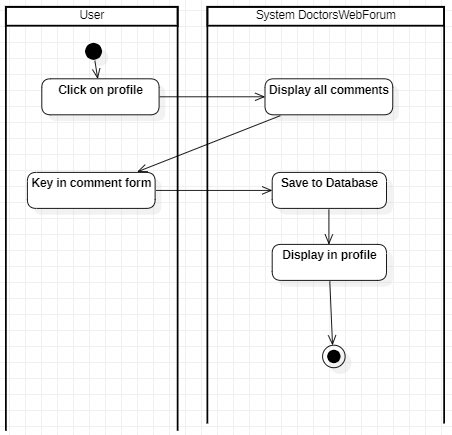 User
System DoctorsWebForum
Click on profile
Display all comments
Key in comment form
Save to Database
Display in profile